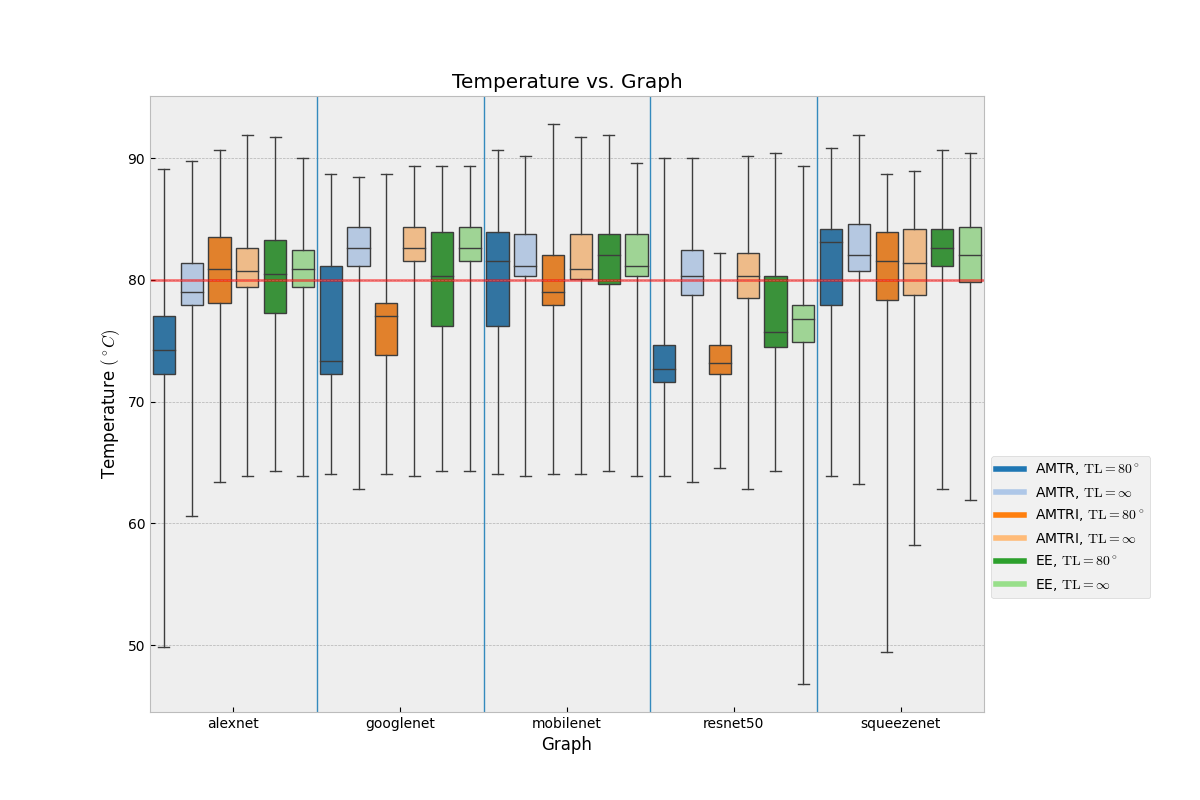 Temperature vs. Graph
Temperature (°C)
90
80
70
60
50
alexnet
googlenet
mobilenet
resnet50
squeezenet
Graph
AMTR, TL = 80°
AMTR, TL = ∞
AMTRI, TL = 80°
AMTRI, TL = ∞
EE, TL = 80°
EE, TL = ∞